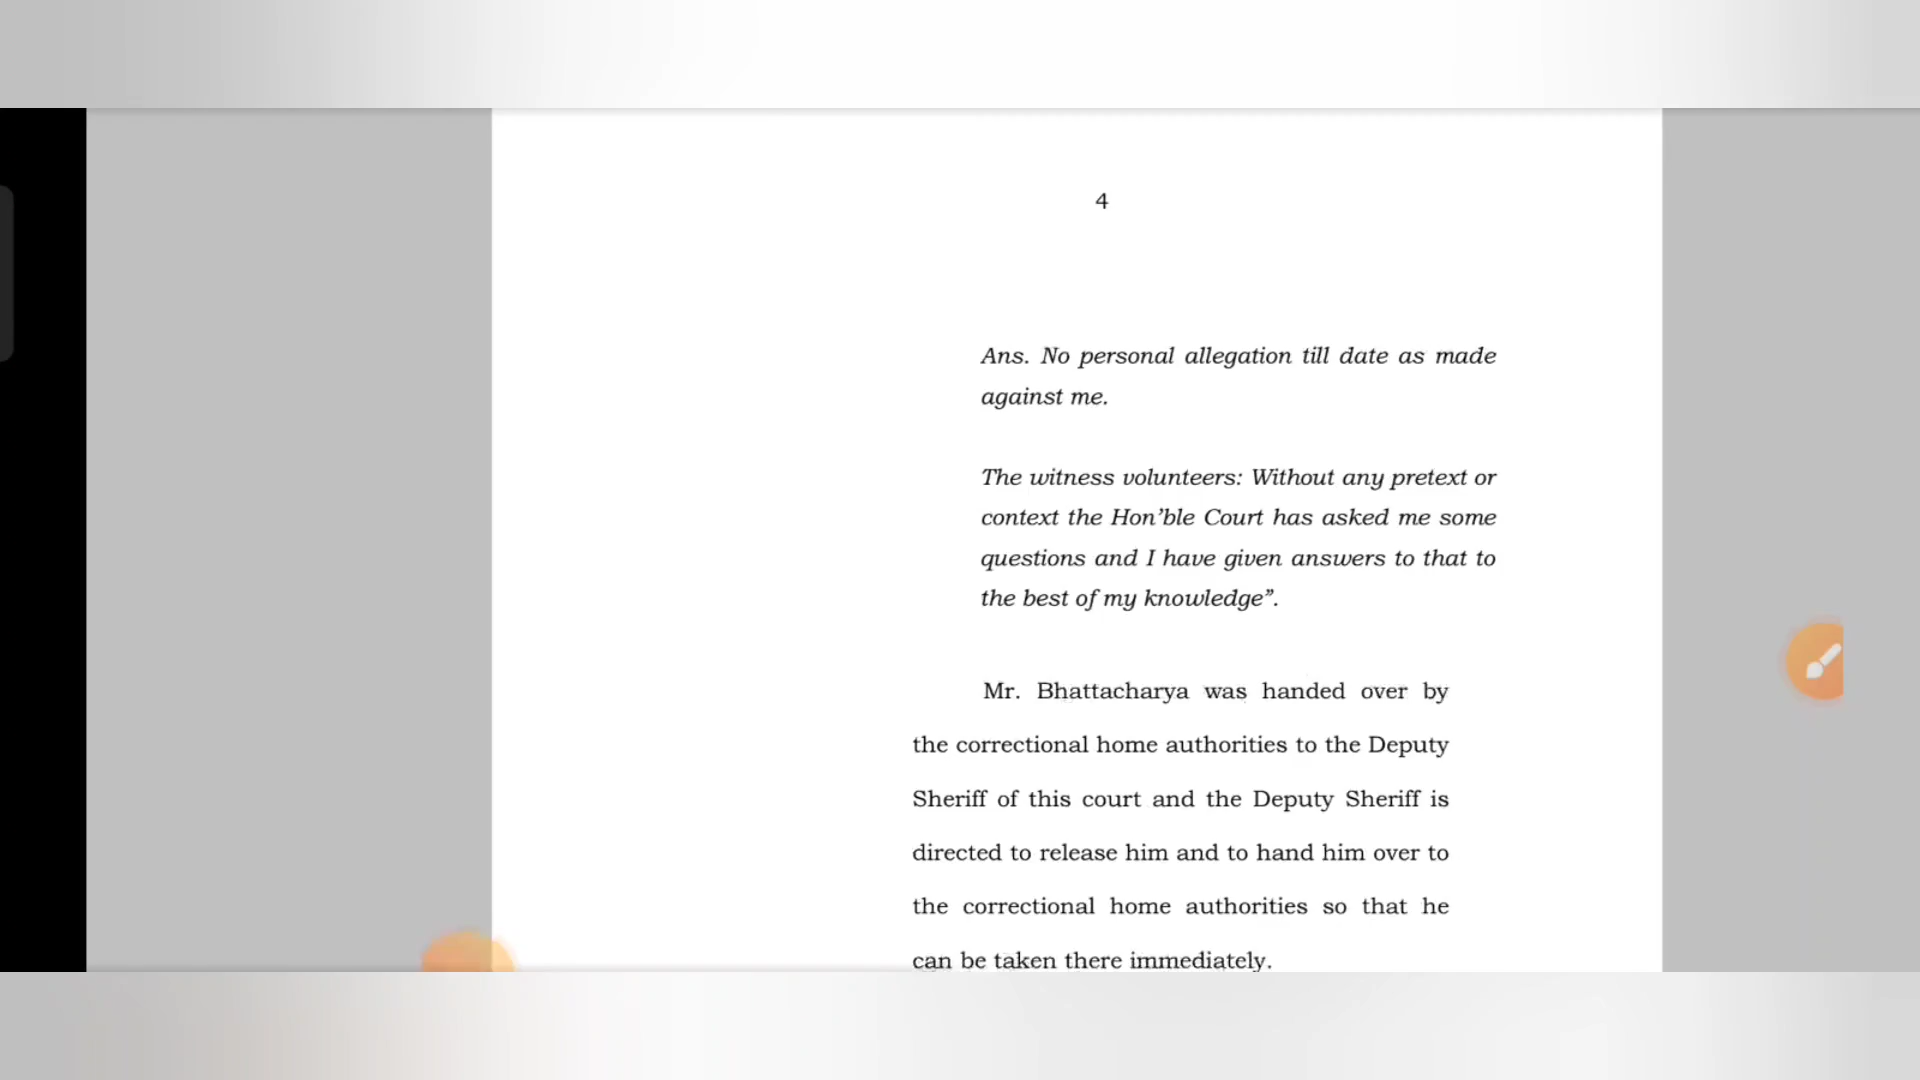 4
Ans. No personal allegation till date as made
against me.
The witness volunteers: Without any pretext or
context the Hon’ble Court has asked me some
questions and I have given answers to that to
the best of my knowledge”.
Mr. Bhattacharya was handed over by
the correctional home authorities to the Deputy
Sheriff of this court and the Deputy Sheriff is
directed to release him and to hand him over to
the correctional home authorities so that he
can be taken there immediately.